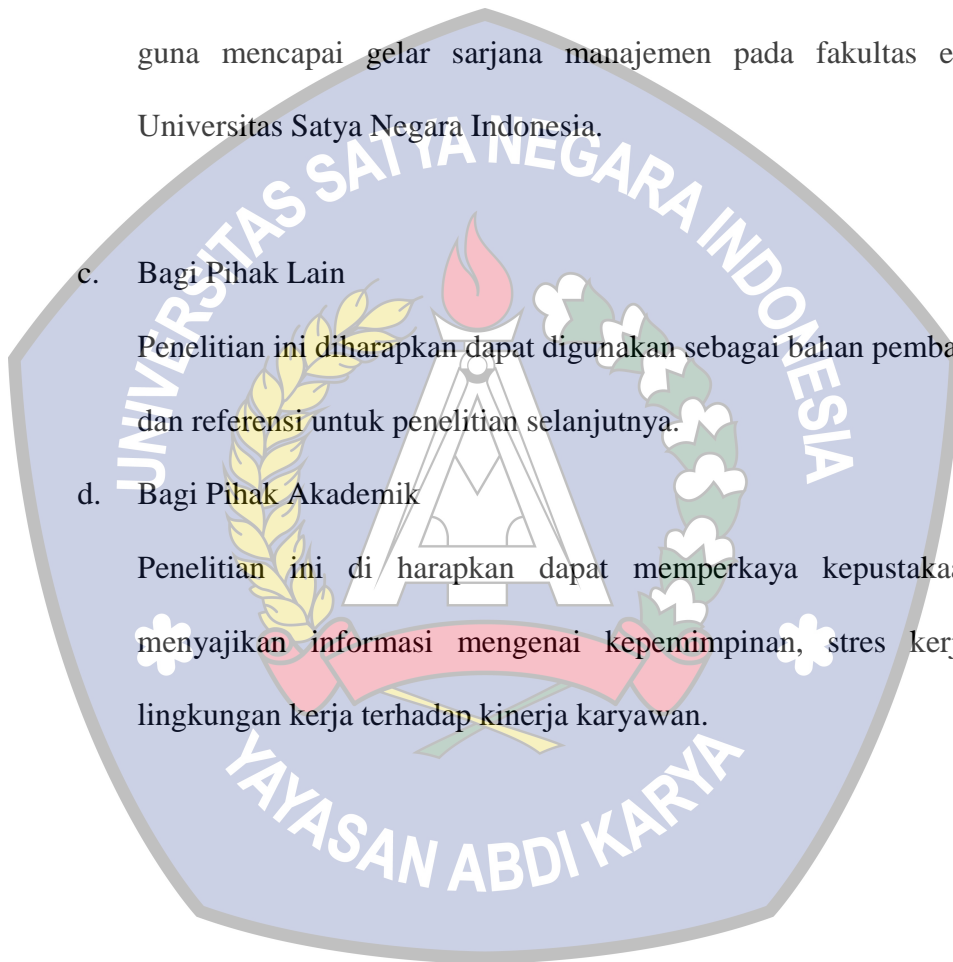 guna mencapai gelar sarjana manajemen pada fakultas e
Universitas Satya Negara Indonesia.
UNIVERSITAS SATYA NEGARA INDONESIA
c. Bagi Pihak Lain
Penelitian ini diharapkan dapat digunakan sebagai bahan pemba
dan referensi untuk penelitian selanjutnya.
d. Bagi Pihak Akademik
Penelitian ini di harapkan dapat memperkaya kepustakaa
menyajikan informasi mengenai kepemimpinan, stres kerj
lingkungan kerja terhadap kinerja karyawan.
YAYASAN ABDI KARYA